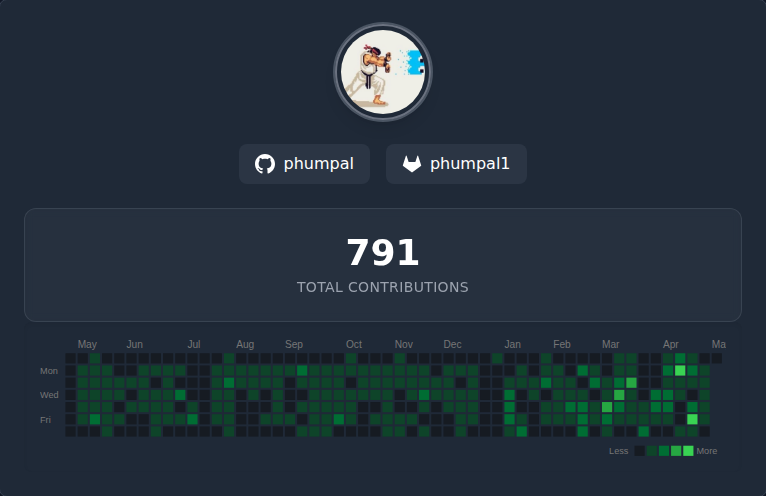 phumpal phumpal1
791
TOTAL CONTRIBUTIONS
May Jun Jul Aug Sep Oct Nov Dec Jan Feb Mar Apr Ma
Mon
Wed
Fri
Less More